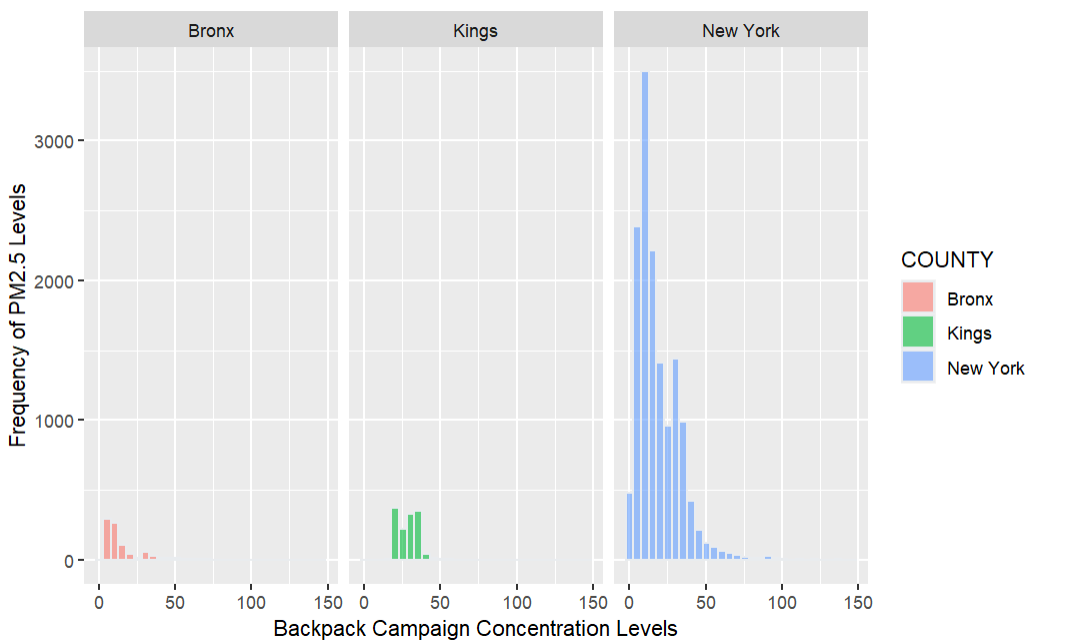 Bronx Kings New York
Frequency of PM2.5 Levels
3000
2000
1000
0
0 50 100 150 0 50 100 150 0 50 100 150
Backpack Campaign Concentration Levels
COUNTY
Bronx
Kings
New York